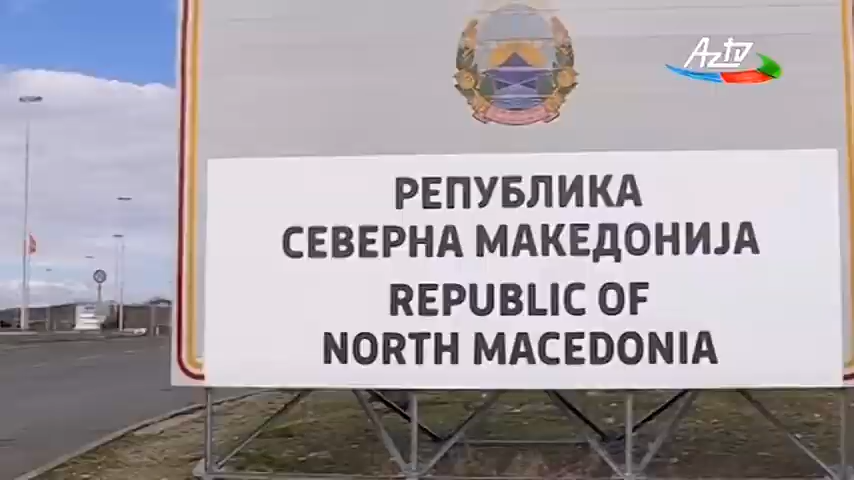 Aztv
РЕПУБЛИКА
СЕВЕРНА МАКЕДОНИЈА
REPUBLIC OF
NORTH MACEDONIA